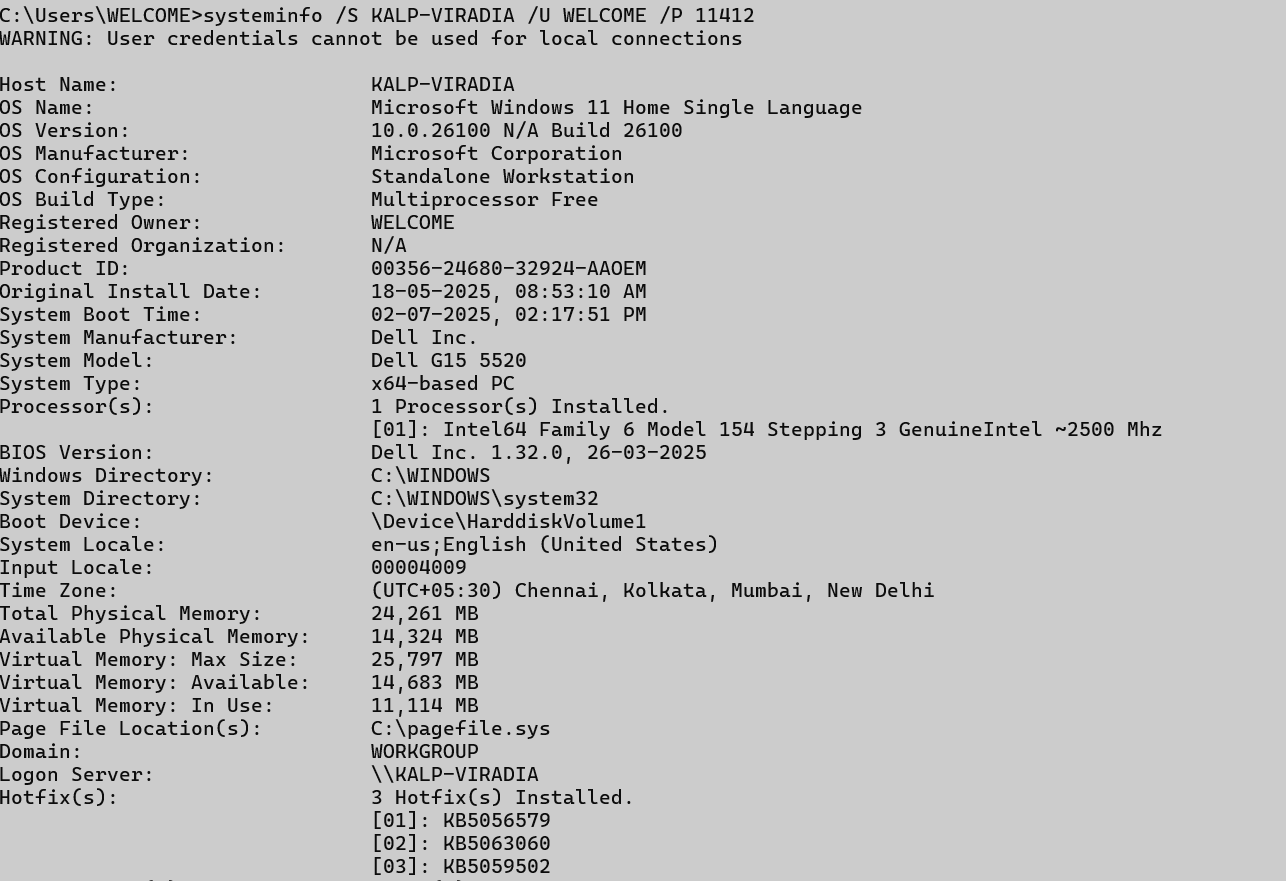 C:\Users\WELCOME>systeminfo /S KALP-VIRADIA /U WELCOME /P 11412
WARNING: User credentials cannot be used for local connections
Host Name: KALP-VIRADIA
OS Name: Microsoft Windows 11 Home Single Language
OS Version: 10.0.26100 N/A Build 26100
OS Manufacturer: Microsoft Corporation
OS Configuration: Standalone Workstation
OS Build Type: Multiprocessor Free
Registered Owner: WELCOME
Registered Organization: N/A
Product ID: 00356-24680-32924-AAOEM
Original Install Date: 18-05-2025, 08:53:10 AM
System Boot Time: 02-07-2025, 02:17:51 PM
System Manufacturer: Dell Inc.
System Model: Dell G15 5520
System Type: x64-based PC
Processor(s): 1 Processor(s) Installed.
[01]: Intel64 Family 6 Model 154 Stepping 3 GenuineIntel ~2500 Mhz
BIOS Version: Dell Inc. 1.32.0, 26-03-2025
Windows Directory: C:\WINDOWS
System Directory: C:\WINDOWS\system32
Boot Device: \Device\HarddiskVolume1
System Locale: en-us;English (United States)
Input Locale: 00004009
Time Zone: (UTC+05:30) Chennai, Kolkata, Mumbai, New Delhi
Total Physical Memory: 24,261 MB
Available Physical Memory: 14,324 MB
Virtual Memory: Max Size: 25,797 MB
Virtual Memory: Available: 14,683 MB
Virtual Memory: In Use: 11,114 MB
Page File Location(s): C:\pagefile.sys
Domain: WORKGROUP
Logon Server: \\KALP-VIRADIA
Hotfix(s): 3 Hotfix(s) Installed.
[01]: KB5056579
[02]: KB5063060
[03]: KB5059502